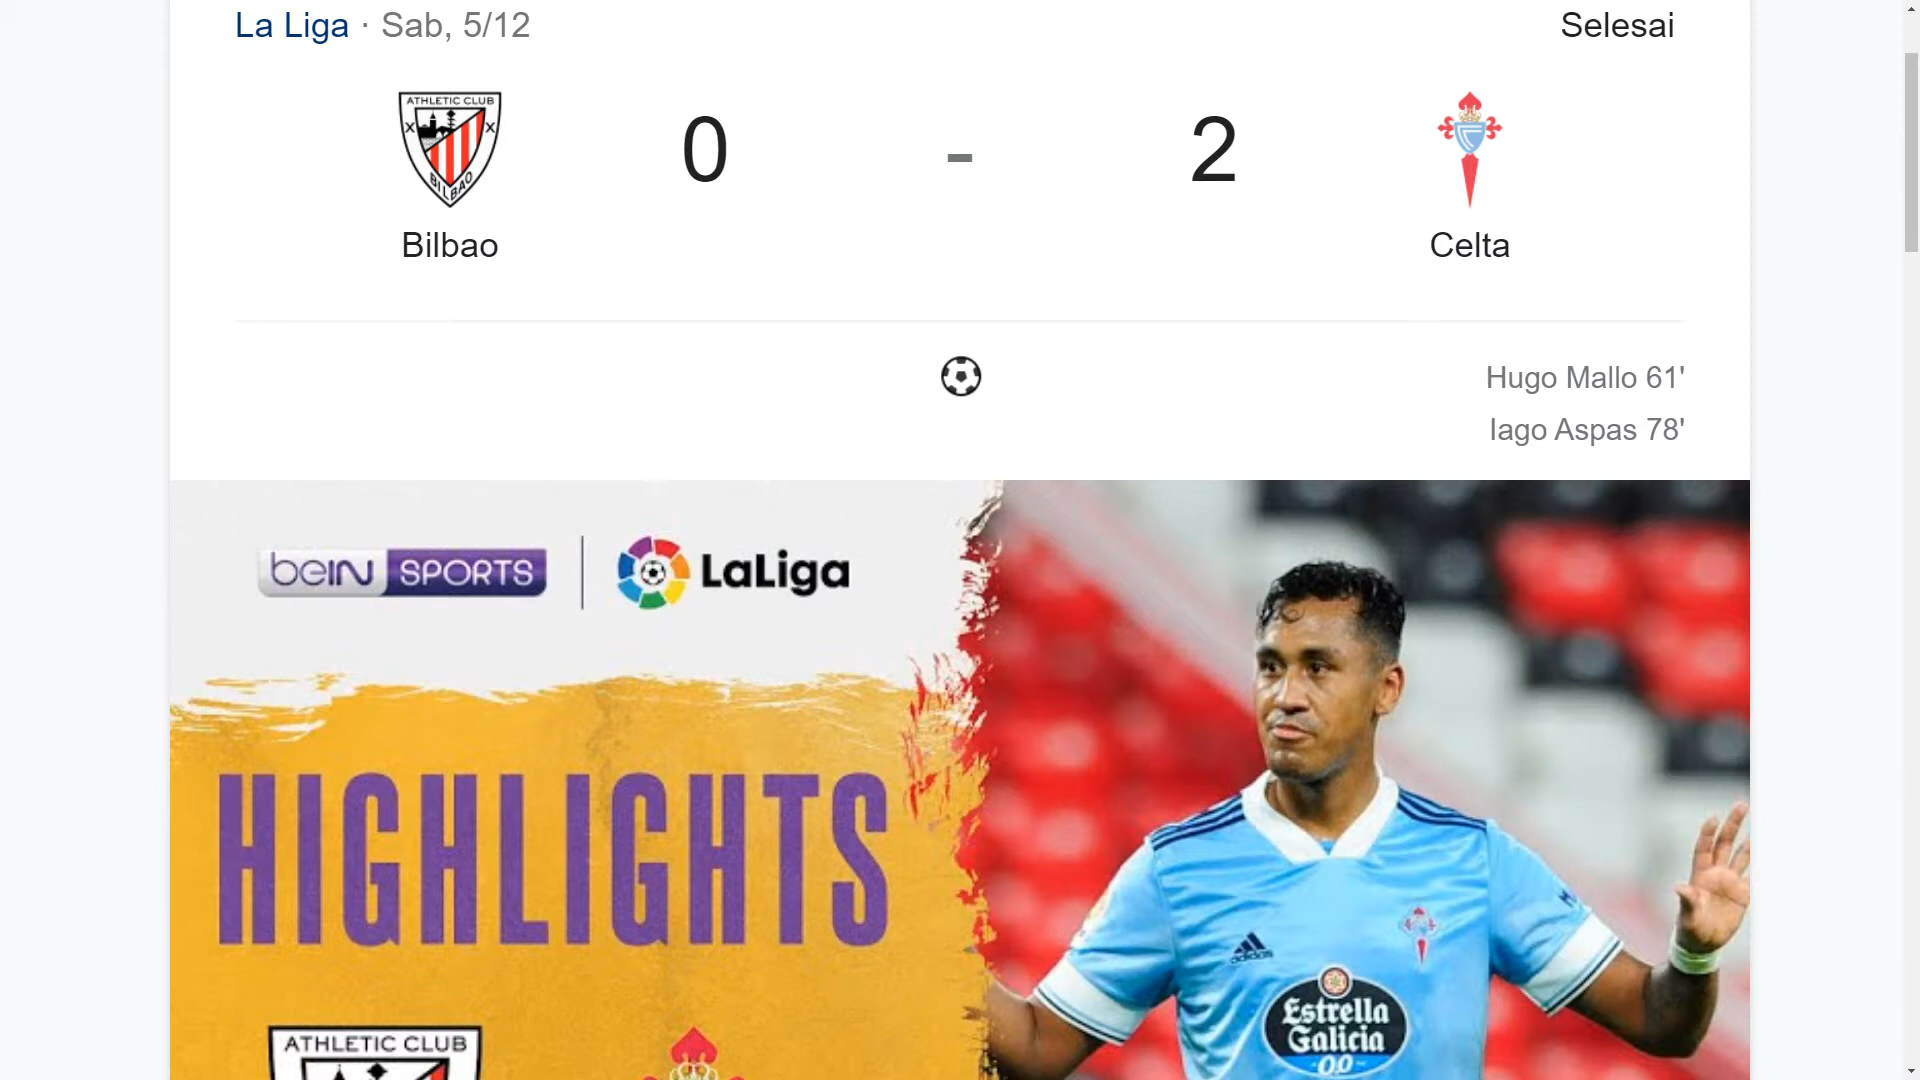 La Liga · Sab, 5/12
Selesai
ATHLETIC CLUB
BILBAO
0 - 2
Bilbao
Celta
Hugo Mallo 61'
Iago Aspas 78'
beIN SPORTS
LaLiga
HIGHLIGHTS
adidas
Estrella
Galicia
0,0
ATHLETIC CLUB